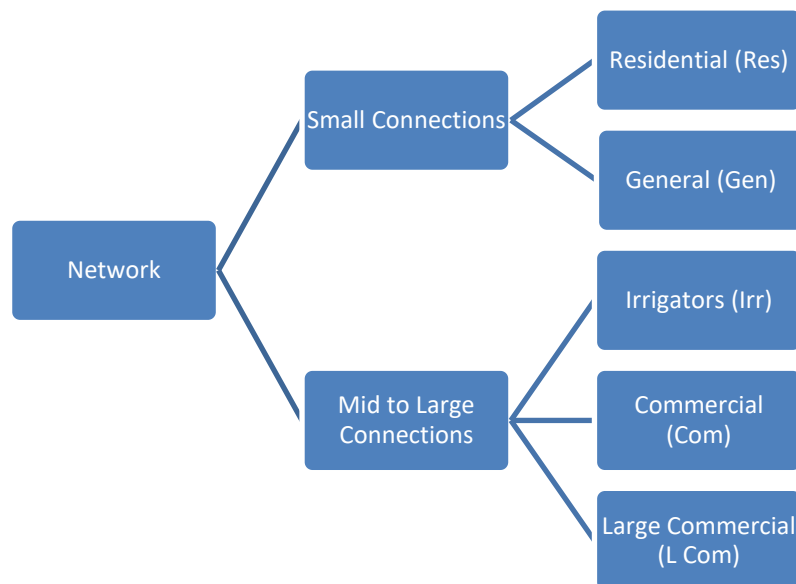 Residential (Res)
Small Connections
General (Gen)
Network
Irrigators (Irr)
Mid to Large
Connections
Commercial
(Com)
Large Commercial
(L Com)